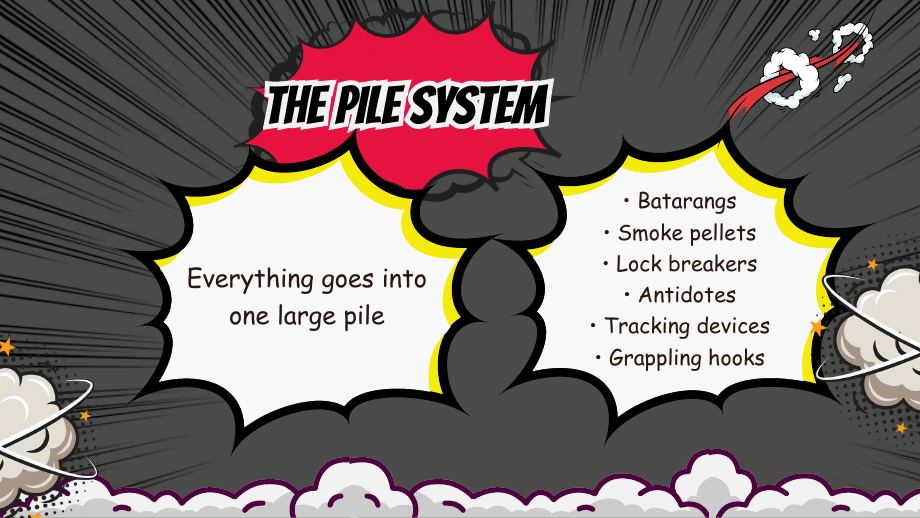 THE PILE SYSTEM
Everything goes into
one large pile
• Batarangs
• Smoke pellets
• Lock breakers
• Antidotes
• Tracking devices
• Grappling hooks